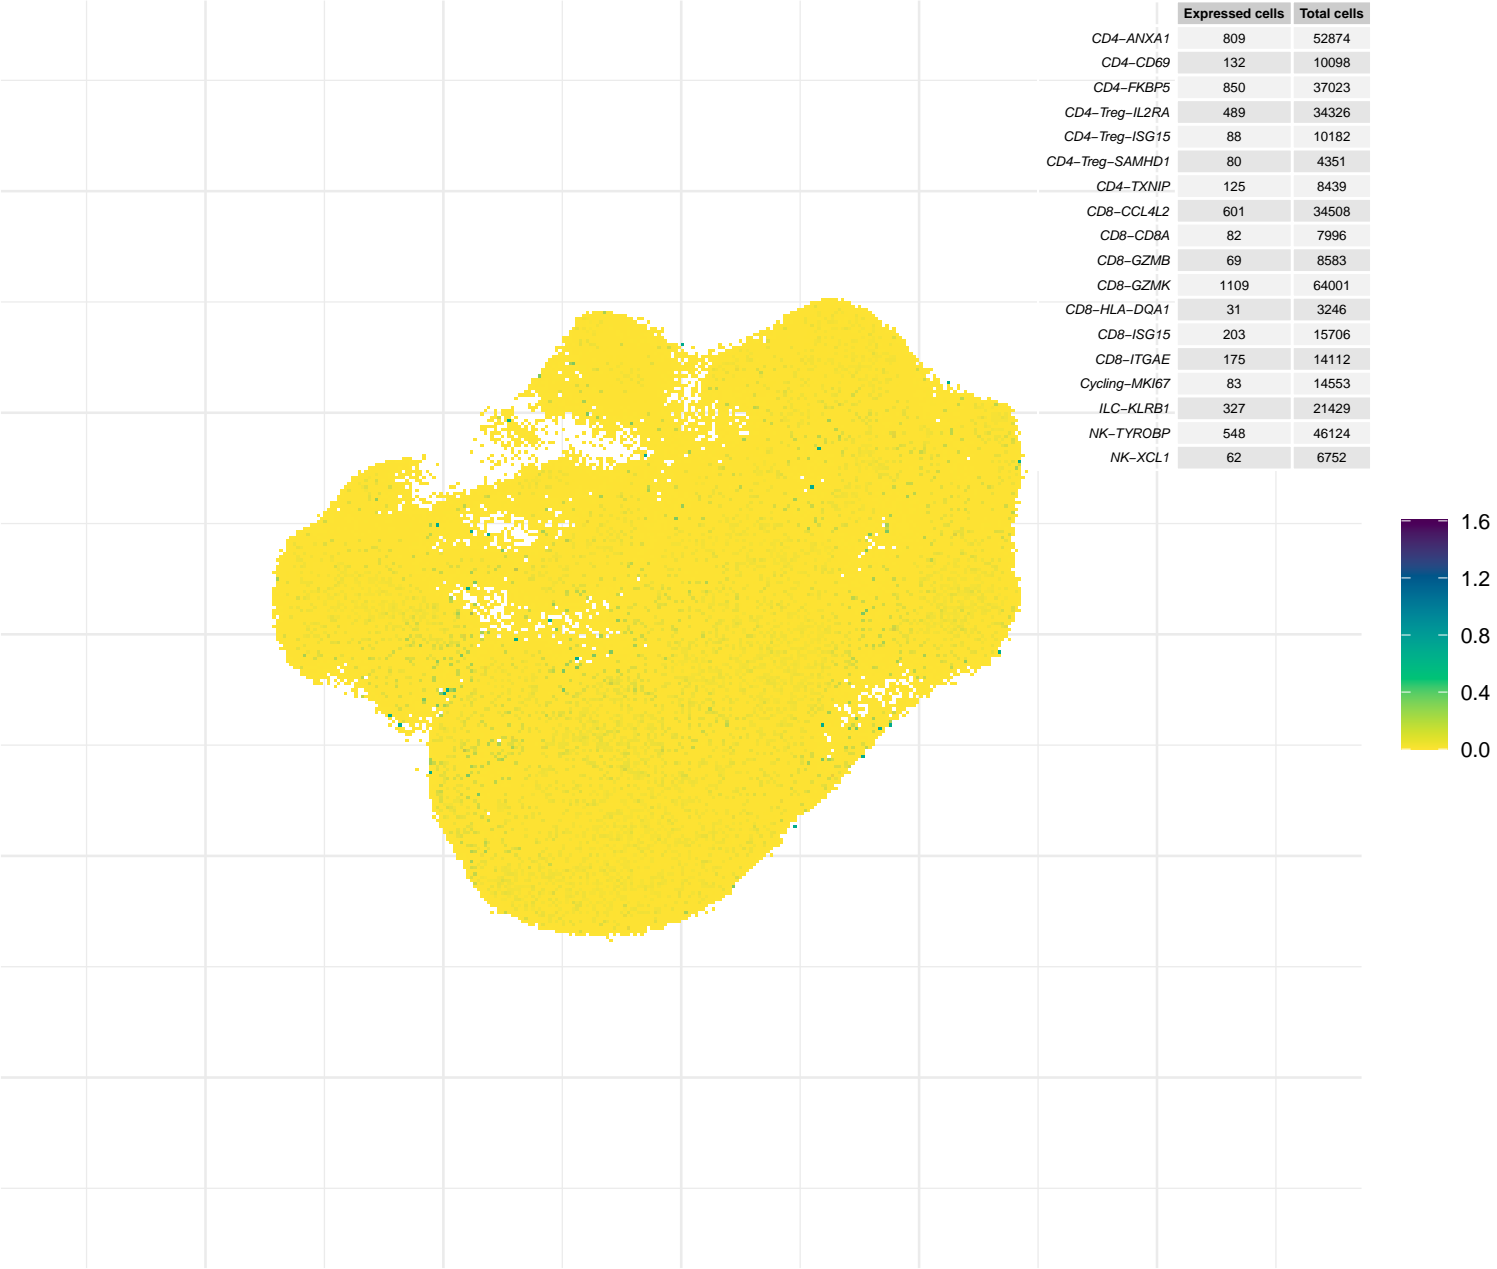 Expressed cells Total cells
CD4−ANXA1 809 52874
CD4−CD69 132 10098
CD4−FKBP5 850 37023
CD4−Treg−IL2RA 489 34326
CD4−Treg−ISG15 88 10182
CD4−Treg−SAMHD1 80 4351
CD4−TXNIP 125 8439
CD8−CCL4L2 601 34508
CD8−CD8A 82 7996
CD8−GZMB 69 8583
CD8−GZMK 1109 64001
CD8−HLA−DQA1 31 3246
CD8−ISG15 203 15706
CD8−ITGAE 175 14112
Cycling−MKI67 83 14553
ILC−KLRB1 327 21429
NK−TYROBP 548 46124
NK−XCL1 62 6752
1.6
1.2
0.8
0.4
0.0